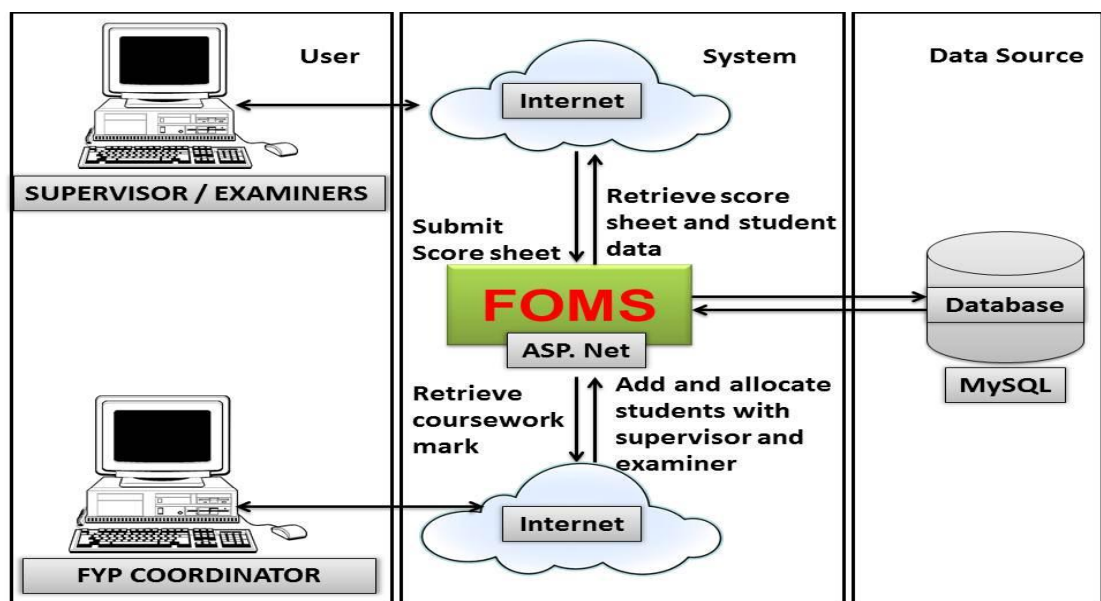 User
System
Data Source
Internet
SUPERVISOR / EXAMINERS
Submit
Score sheet
Retrieve score
sheet and student
data
FOMS
ASP. Net
Database
MySQL
Retrieve
coursework
mark
Add and allocate
students with
supervisor and
examiner
Internet
FYP COORDINATOR